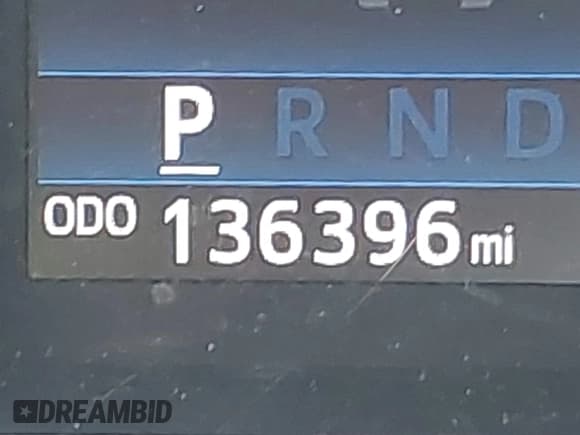 P R N D
ODO 136396 mi
DREAMBID